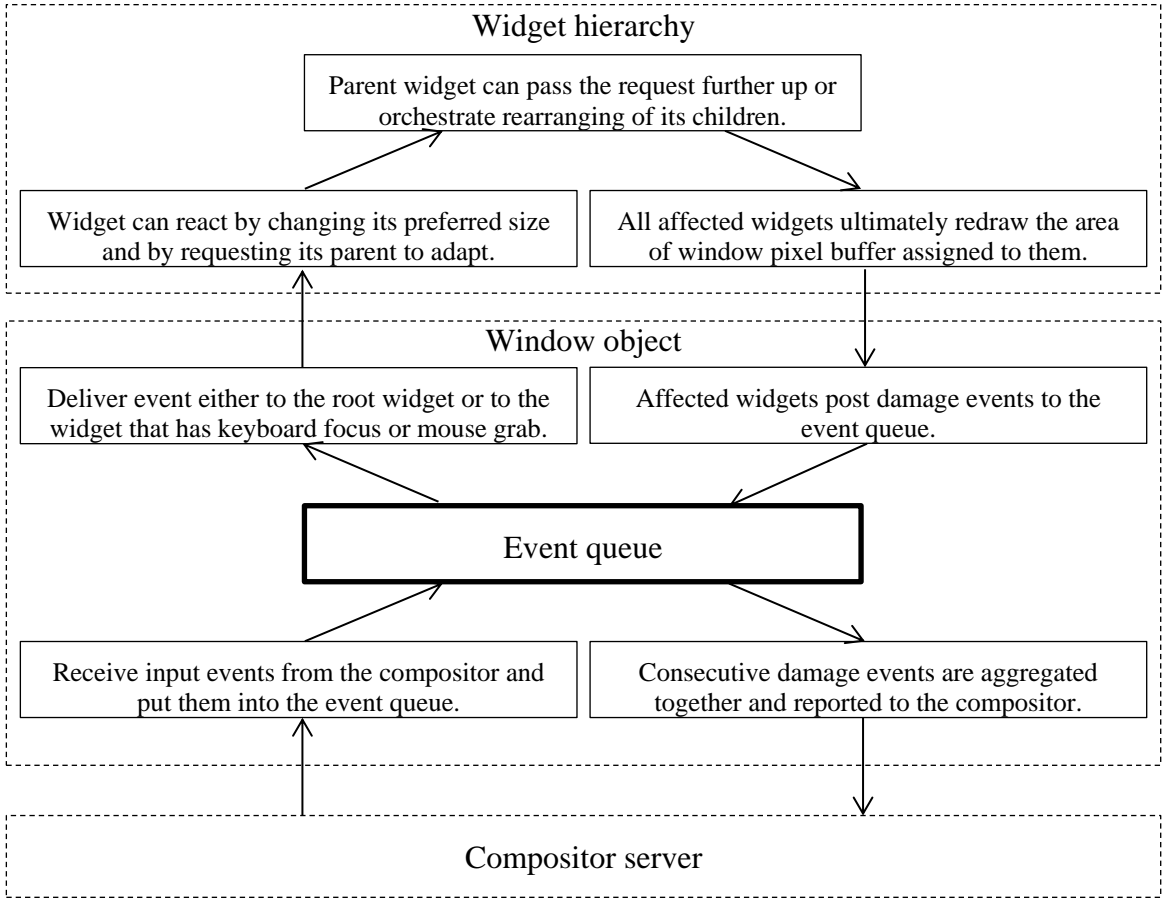 Widget hierarchy
Parent widget can pass the request further up or
orchestrate rearranging of its children.
Widget can react by changing its preferred size
and by requesting its parent to adapt.
All affected widgets ultimately redraw the area
of window pixel buffer assigned to them.
Window object
Deliver event either to the root widget or to the
widget that has keyboard focus or mouse grab.
Affected widgets post damage events to the
event queue.
Event queue
Receive input events from the compositor and
put them into the event queue.
Consecutive damage events are aggregated
together and reported to the compositor.
Compositor server